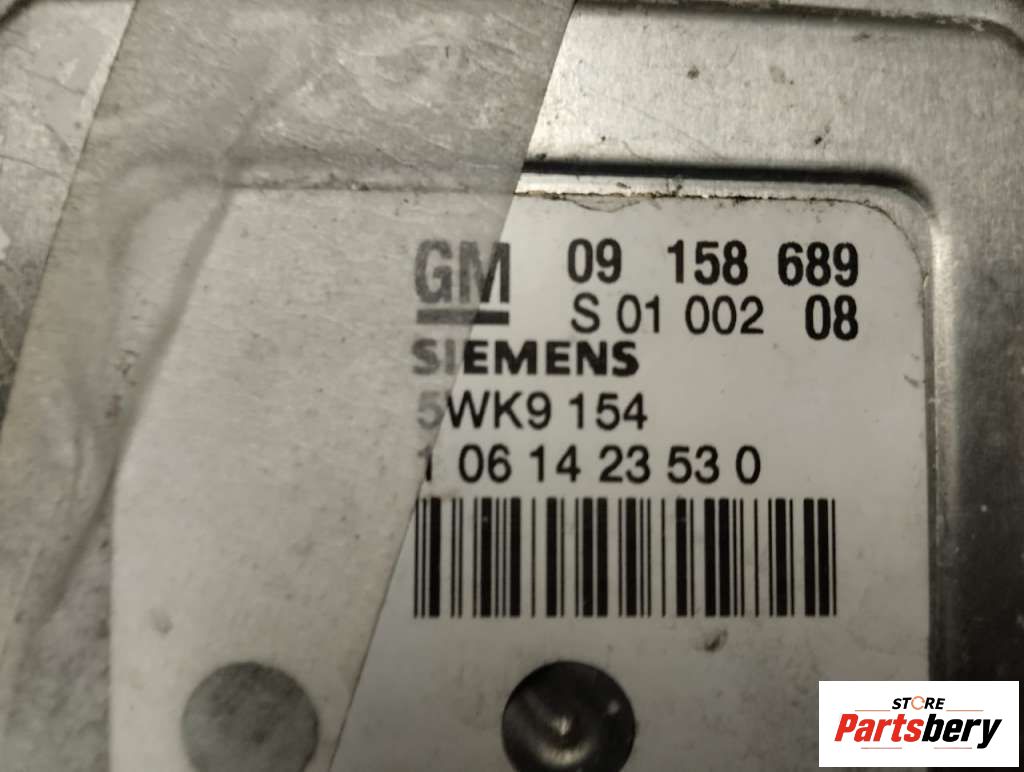 GM 09 158 689
S 01 002 08
SIEMENS
5WK9 154
1 06 14 23 53 0
STORE
Partsbery